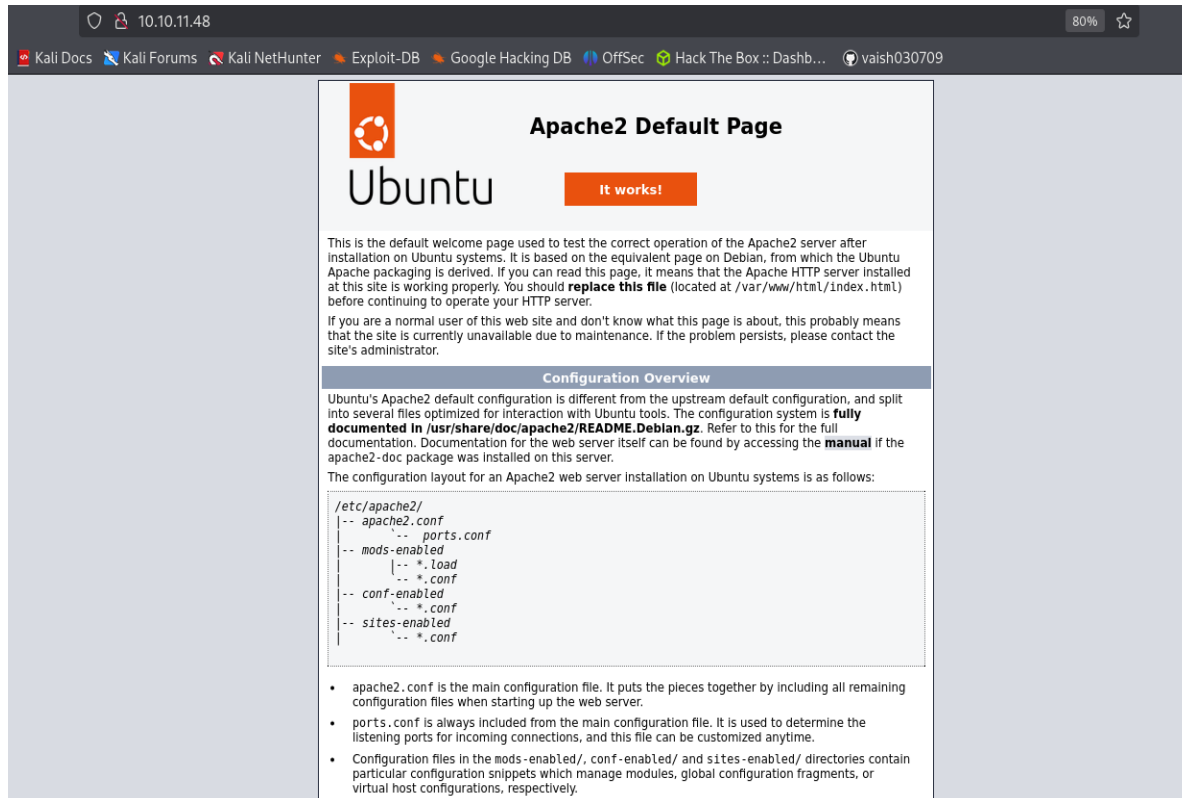 10.10.11.48
80%
Kali Docs Kali Forums Kali NetHunter Exploit-DB Google Hacking DB OffSec Hack The Box :: Dashb... vaish030709
Apache2 Default Page
Ubuntu
It works!
This is the default welcome page used to test the correct operation of the Apache2 server after
installation on Ubuntu systems. It is based on the equivalent page on Debian, from which the Ubuntu
Apache packaging is derived. If you can read this page, it means that the Apache HTTP server installed
at this site is working properly. You should replace this file (located at /var/www/html/index.html)
before continuing to operate your HTTP server.
If you are a normal user of this web site and don't know what this page is about, this probably means
that the site is currently unavailable due to maintenance. If the problem persists, please contact the
site's administrator.
Configuration Overview
Ubuntu's Apache2 default configuration is different from the upstream default configuration, and split
into several files optimized for interaction with Ubuntu tools. The configuration system is fully
documented in /usr/share/doc/apache2/README.Debian.gz. Refer to this for the full
documentation. Documentation for the web server itself can be found by accessing the manual if the
apache2-doc package was installed on this server.
The configuration layout for an Apache2 web server installation on Ubuntu systems is as follows:
/etc/apache2/
|-- apache2.conf
|       `--  ports.conf
|-- mods-enabled
|       |-- *.load
|       `-- *.conf
|-- conf-enabled
|       `-- *.conf
|-- sites-enabled
|       `-- *.conf
• apache2.conf is the main configuration file. It puts the pieces together by including all remaining
configuration files when starting up the web server.
• ports.conf is always included from the main configuration file. It is used to determine the
listening ports for incoming connections, and this file can be customized anytime.
• Configuration files in the mods-enabled/, conf-enabled/ and sites-enabled/ directories contain
particular configuration snippets which manage modules, global configuration fragments, or
virtual host configurations, respectively.